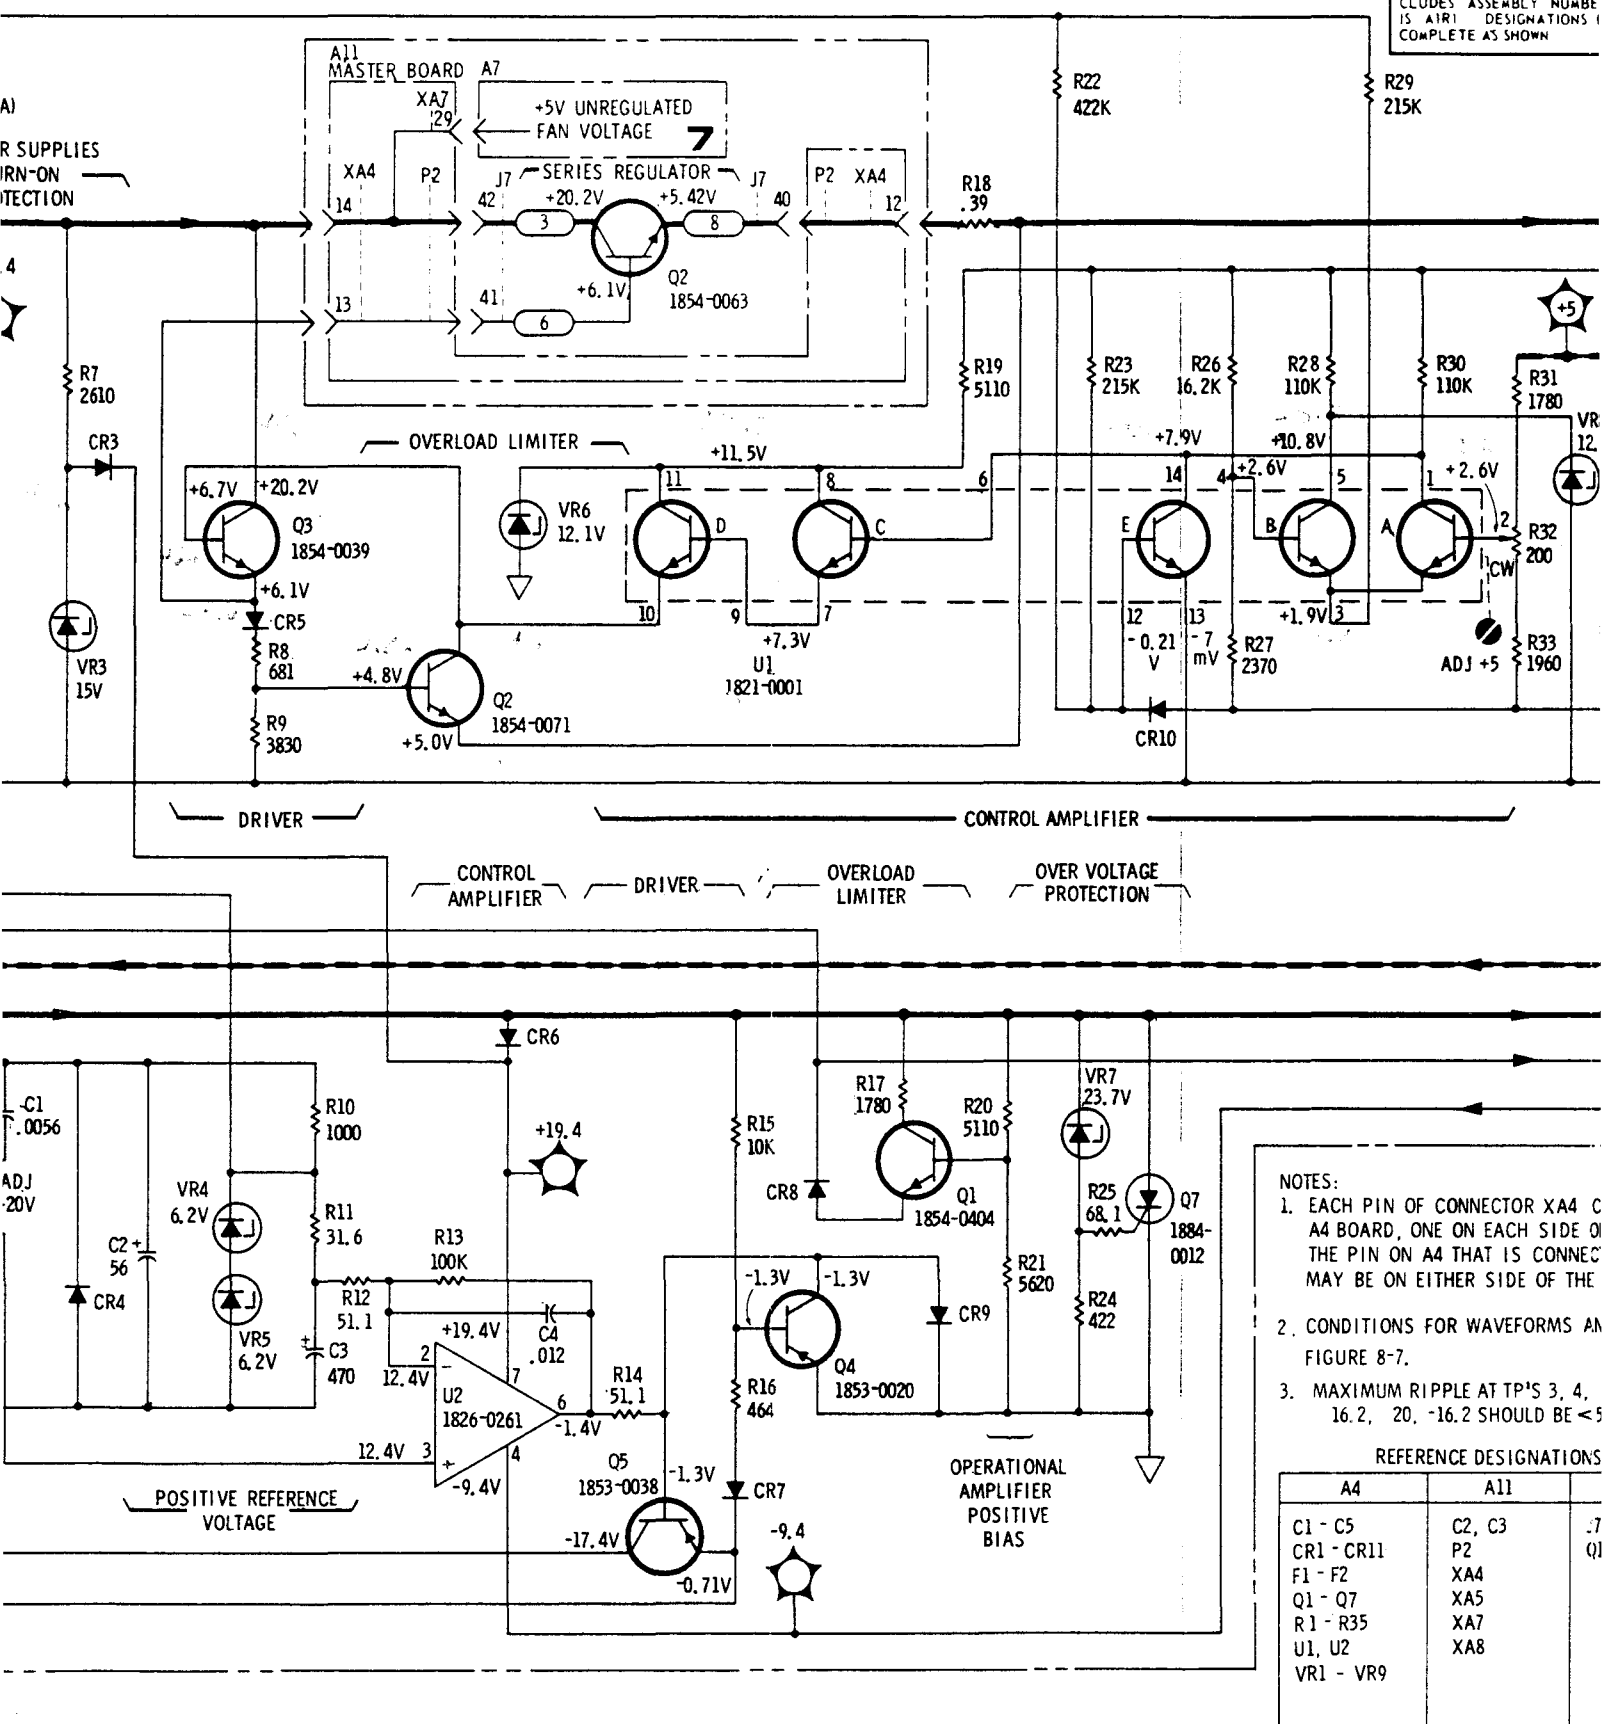 CLUDES ASSEMBLY NUMBE
IS A1R1 DESIGNATIONS
COMPLETE AS SHOWN
A)
R SUPPLIES
RN-ON
TECTION
4
A11
MASTER BOARD
A7
XA7
29
+5V UNREGULATED
FAN VOLTAGE 7
XA4
P2
SERIES REGULATOR
J7
P2 XA4
14
42
3
+20.2V
+5.42V
8
J7
40
12
13
41
6
+6.1V
Q2
1854-0063
R18
.39
R22
422K
R29
215K
+5
R7
2610
CR3
VR3
15V
OVERLOAD LIMITER
+6.7V
+20.2V
Q3
1854-0039
+6.1V
CR5
R8
681
R9
3830
+4.8V
Q2
1854-0071
+5.0V
VR6
12.1V
+11.5V
11
D
10
8
C
9
7
+7.3V
U1
1821-0001
R19
5110
6
R23
215K
R26
16.2K
R28
110K
R30
110K
R31
1780
VR
12.
+7.9V
14
4
+2.6V
+10.8V
5
1
+2.6V
E
B
A
2
R32
200
CW
12
-0.21
V
13
-7
mV
R27
2370
+1.9V
3
ADJ +5
R33
1960
CR10
DRIVER
CONTROL AMPLIFIER
CONTROL
AMPLIFIER
DRIVER
OVERLOAD
LIMITER
OVER VOLTAGE
PROTECTION
C1
.0056
ADJ
-20V
C2 +
56
CR4
VR4
6.2V
VR5
6.2V
R10
1000
R11
31.6
R12
51.1
+
C3
470
R13
100K
C4
.012
CR6
+19.4
+19.4V
2
-
12.4V
7
U2
1826-0261
6
-1.4V
12.4V
3
+
4
-9.4V
R14
51.1
Q5
1853-0038
-1.3V
-17.4V
-0.71V
CR7
-9.4
R15
10K
R16
464
-1.3V
-1.3V
Q4
1853-0020
CR8
CR9
R17
1780
Q1
1854-0404
R20
5110
R21
5620
VR7
23.7V
R25
68.1
R24
422
Q7
1884-
0012
POSITIVE REFERENCE
VOLTAGE
OPERATIONAL
AMPLIFIER
POSITIVE
BIAS
NOTES:
1. EACH PIN OF CONNECTOR XA4 C
A4 BOARD, ONE ON EACH SIDE O
THE PIN ON A4 THAT IS CONNEC
MAY BE ON EITHER SIDE OF THE
2. CONDITIONS FOR WAVEFORMS AN
FIGURE 8-7.
3. MAXIMUM RIPPLE AT TP'S 3, 4,
16.2, 20, -16.2 SHOULD BE <5
REFERENCE DESIGNATIONS
A4
A11
C1 - C5
C2, C3
CR1 - CR11
P2
F1 - F2
XA4
Q1 - Q7
XA5
R1 - R35
XA7
U1, U2
XA8
VR1 - VR9